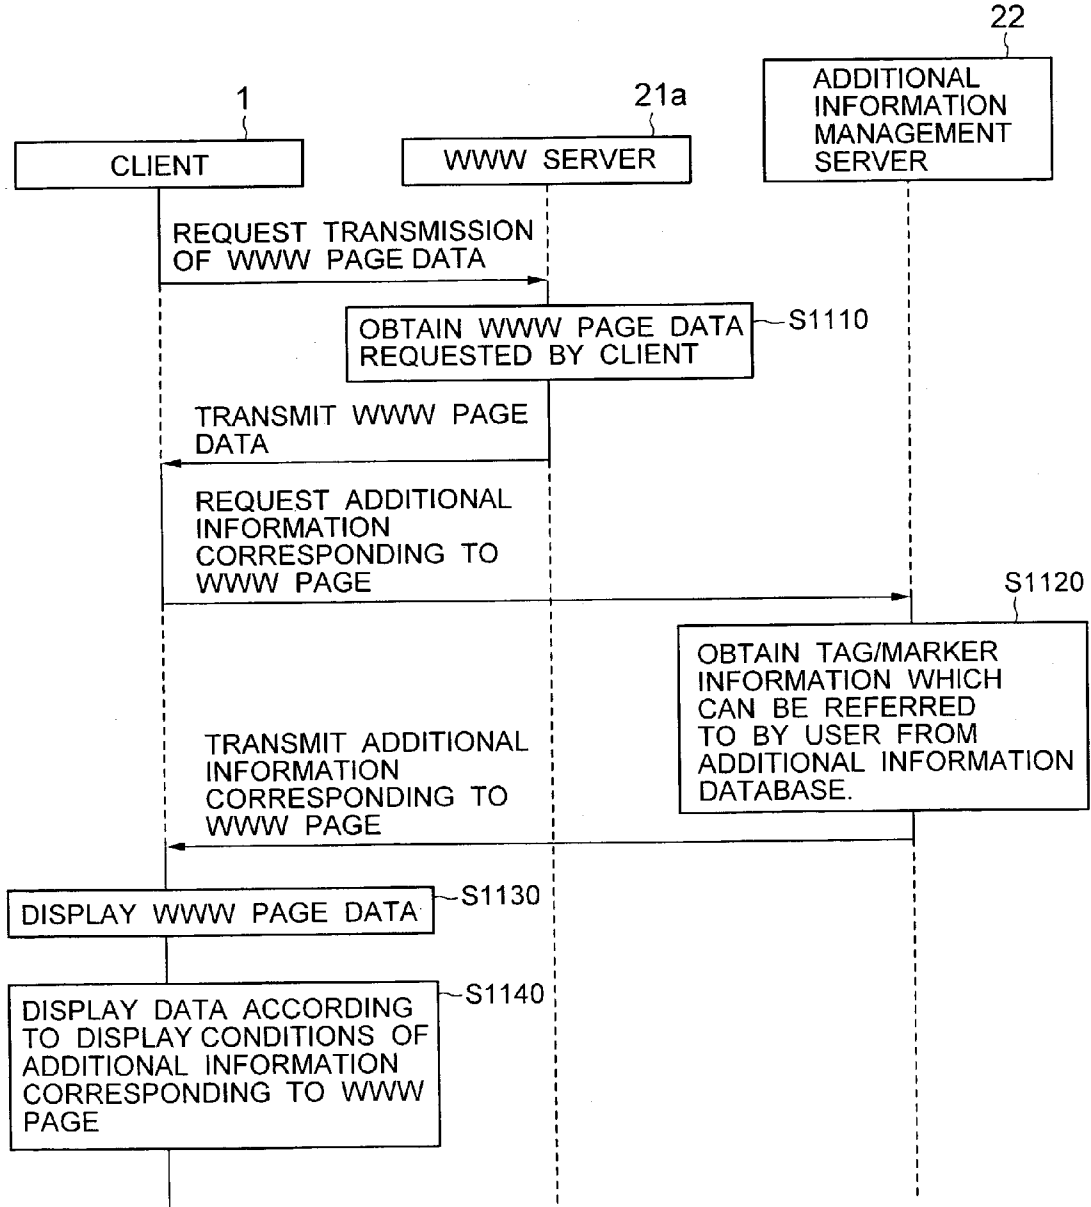 22
ADDITIONAL
INFORMATION
MANAGEMENT
SERVER
1
21a
CLIENT
WWW SERVER
REQUEST TRANSMISSION
OF WWW PAGE DATA
OBTAIN WWW PAGE DATA
REQUESTED BY CLIENT
S1110
TRANSMIT WWW PAGE
DATA
REQUEST ADDITIONAL
INFORMATION
CORRESPONDING TO
WWW PAGE
S1120
OBTAIN TAG/MARKER
INFORMATION WHICH
CAN BE REFERRED
TO BY USER FROM
ADDITIONAL INFORMATION
DATABASE.
TRANSMIT ADDITIONAL
INFORMATION
CORRESPONDING TO
WWW PAGE
DISPLAY WWW PAGE DATA
S1130
DISPLAY DATA ACCORDING
TO DISPLAY CONDITIONS OF
ADDITIONAL INFORMATION
CORRESPONDING TO WWW
PAGE
S1140